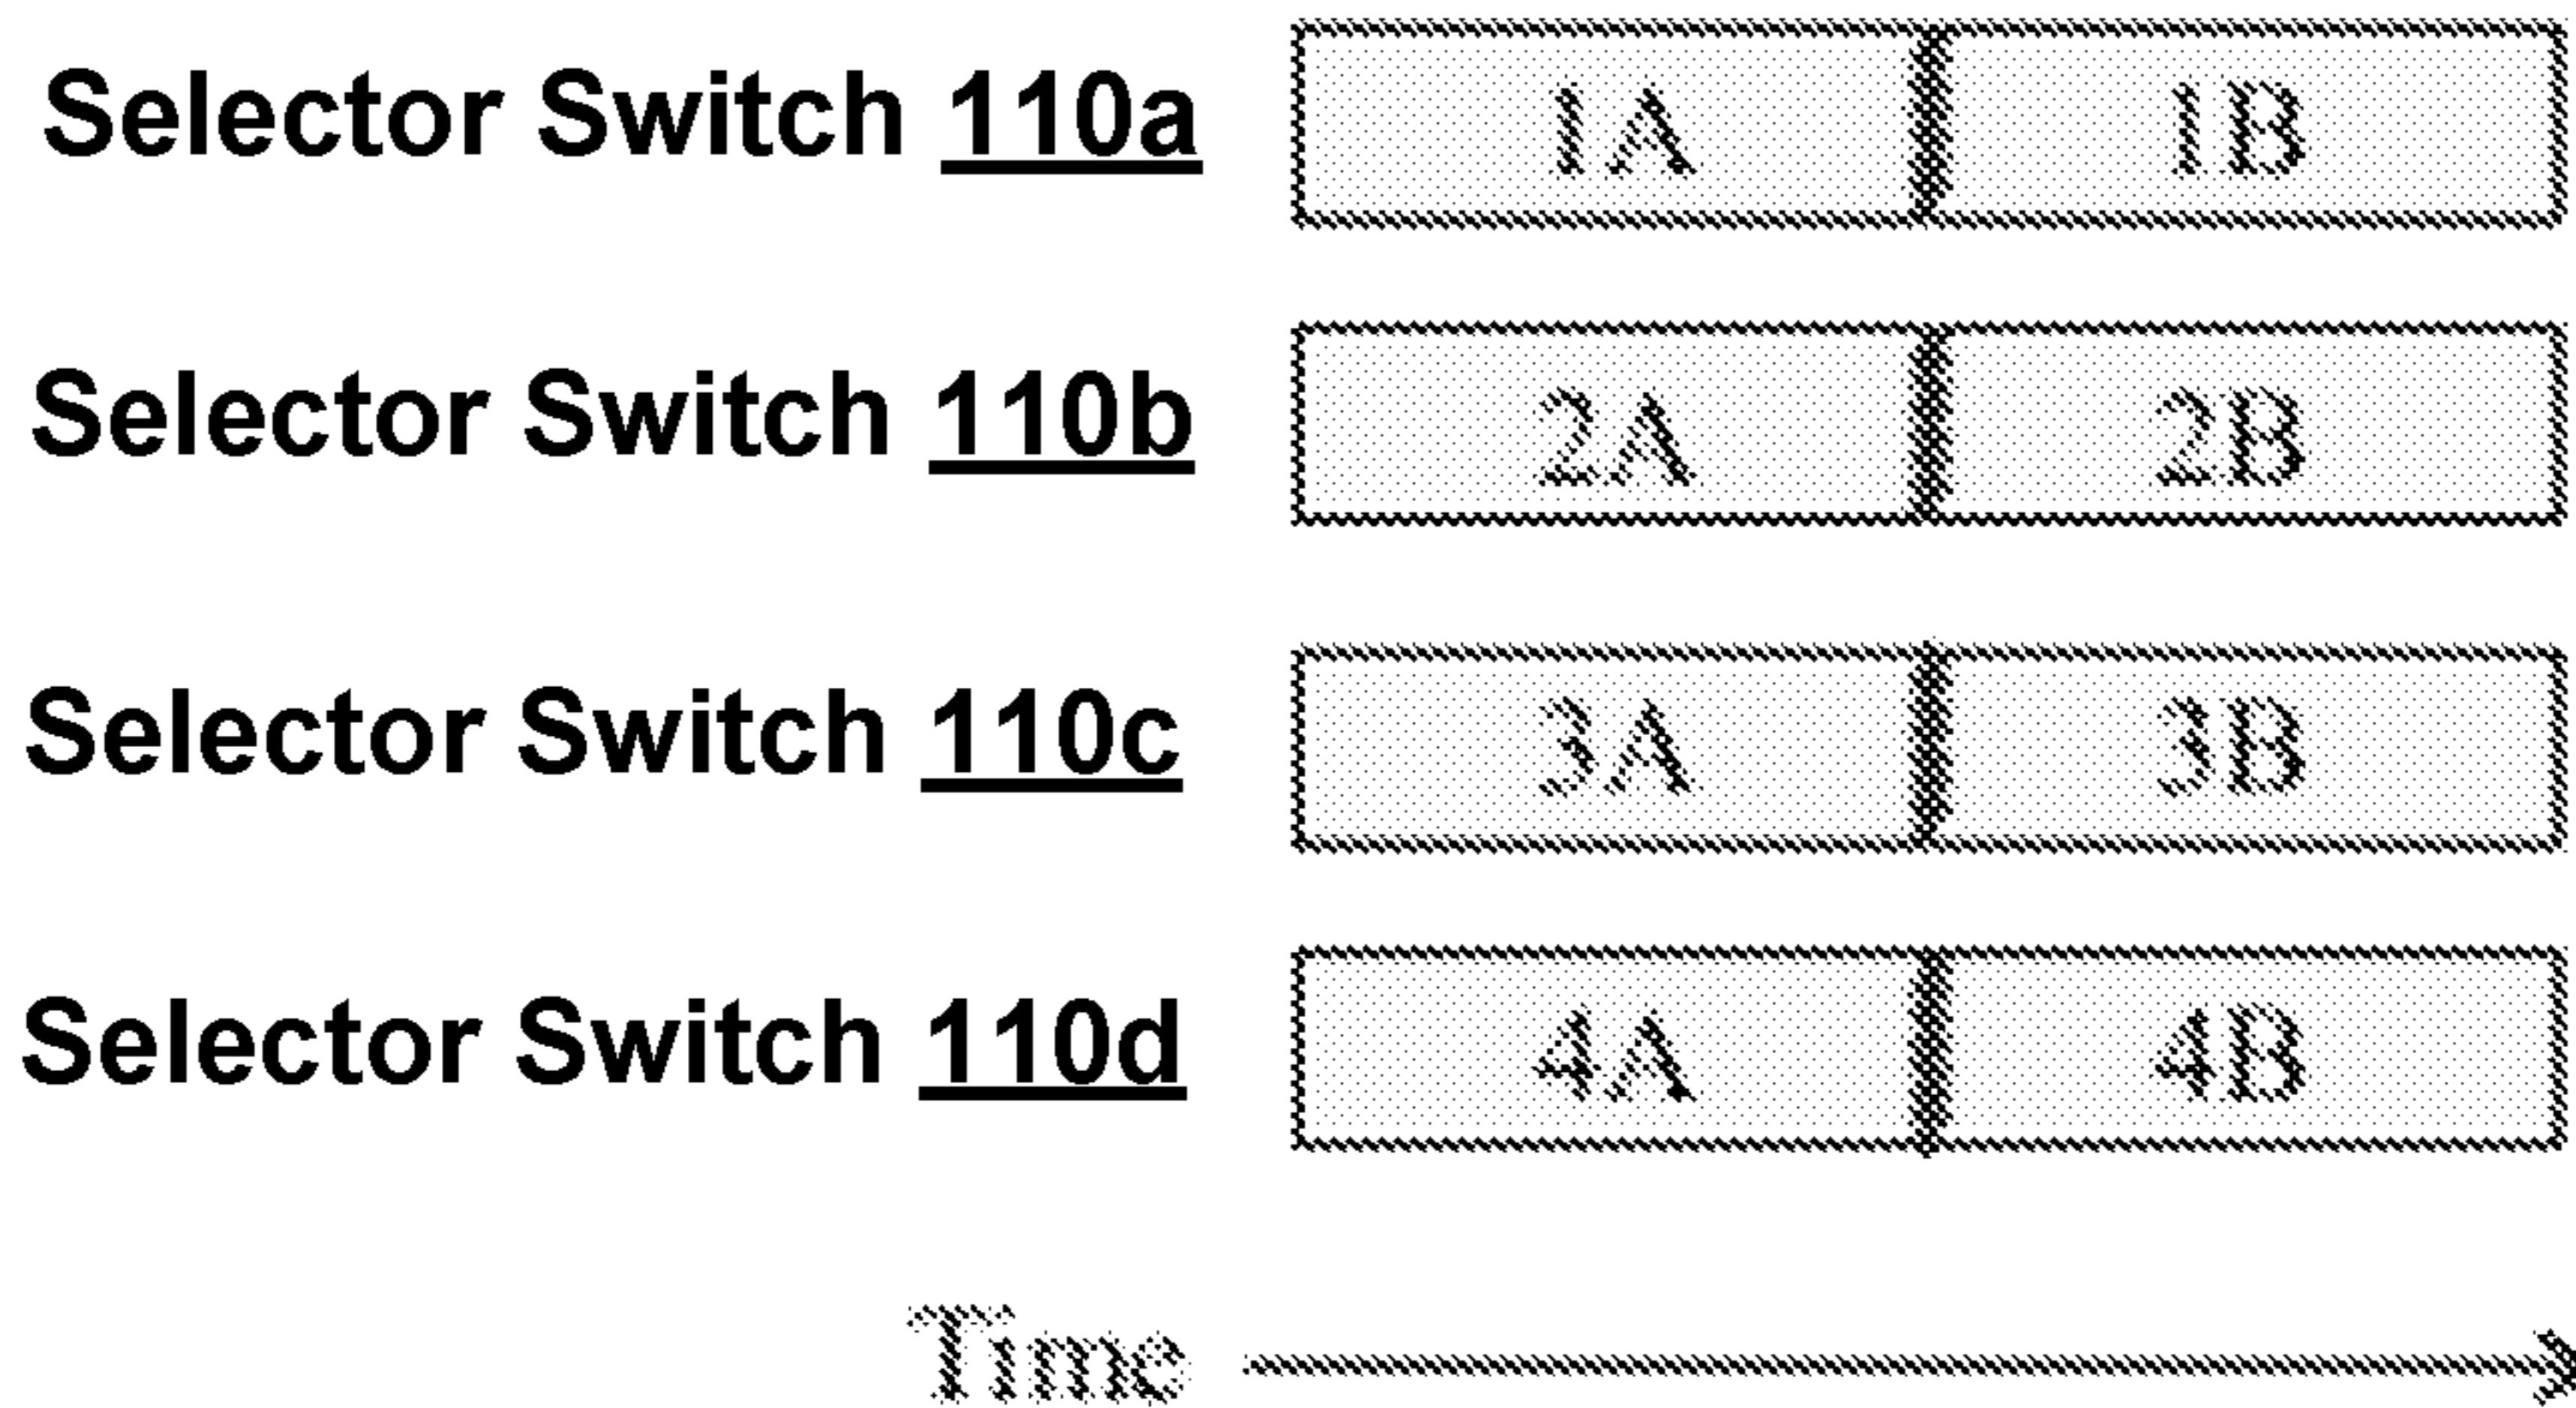 Selector Switch 110a 1A 1B
Selector Switch 110b 2A 2B
Selector Switch 110c 3A 3B
Selector Switch 110d 4A 4B
Time